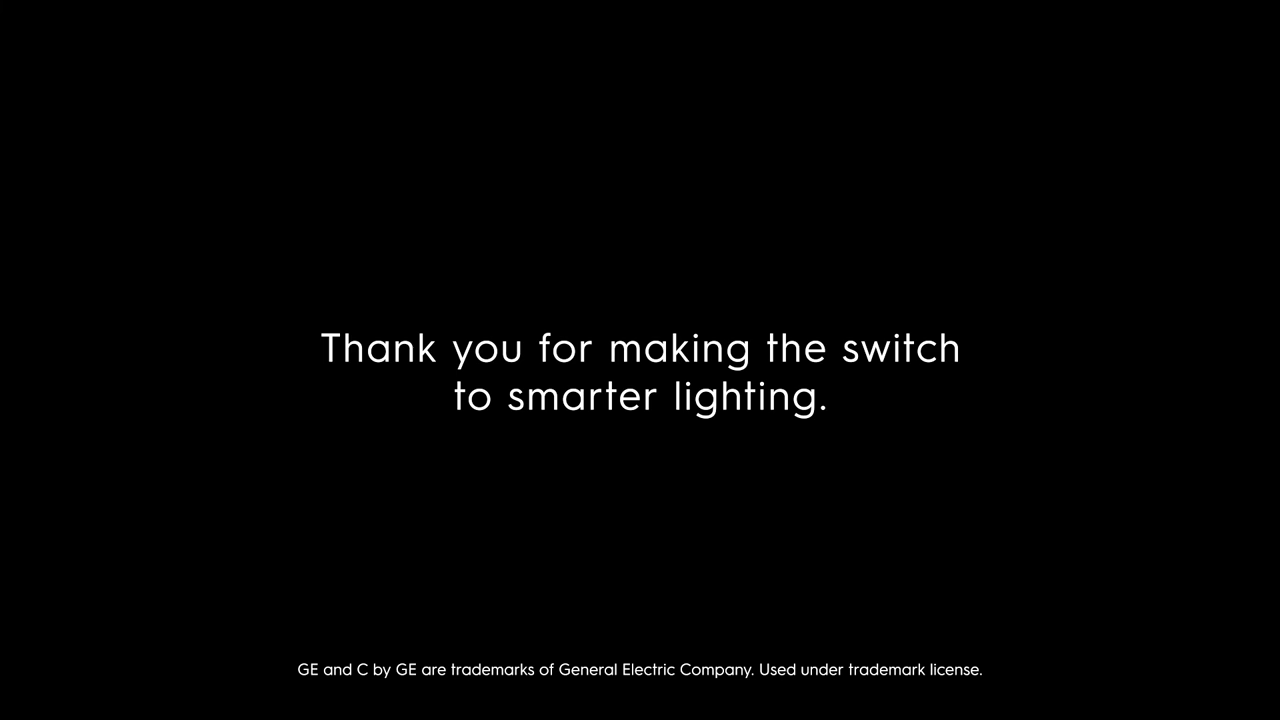 Thank you for making the switch
to smarter lighting.
GE and C by GE are trademarks of General Electric Company. Used under trademark license.